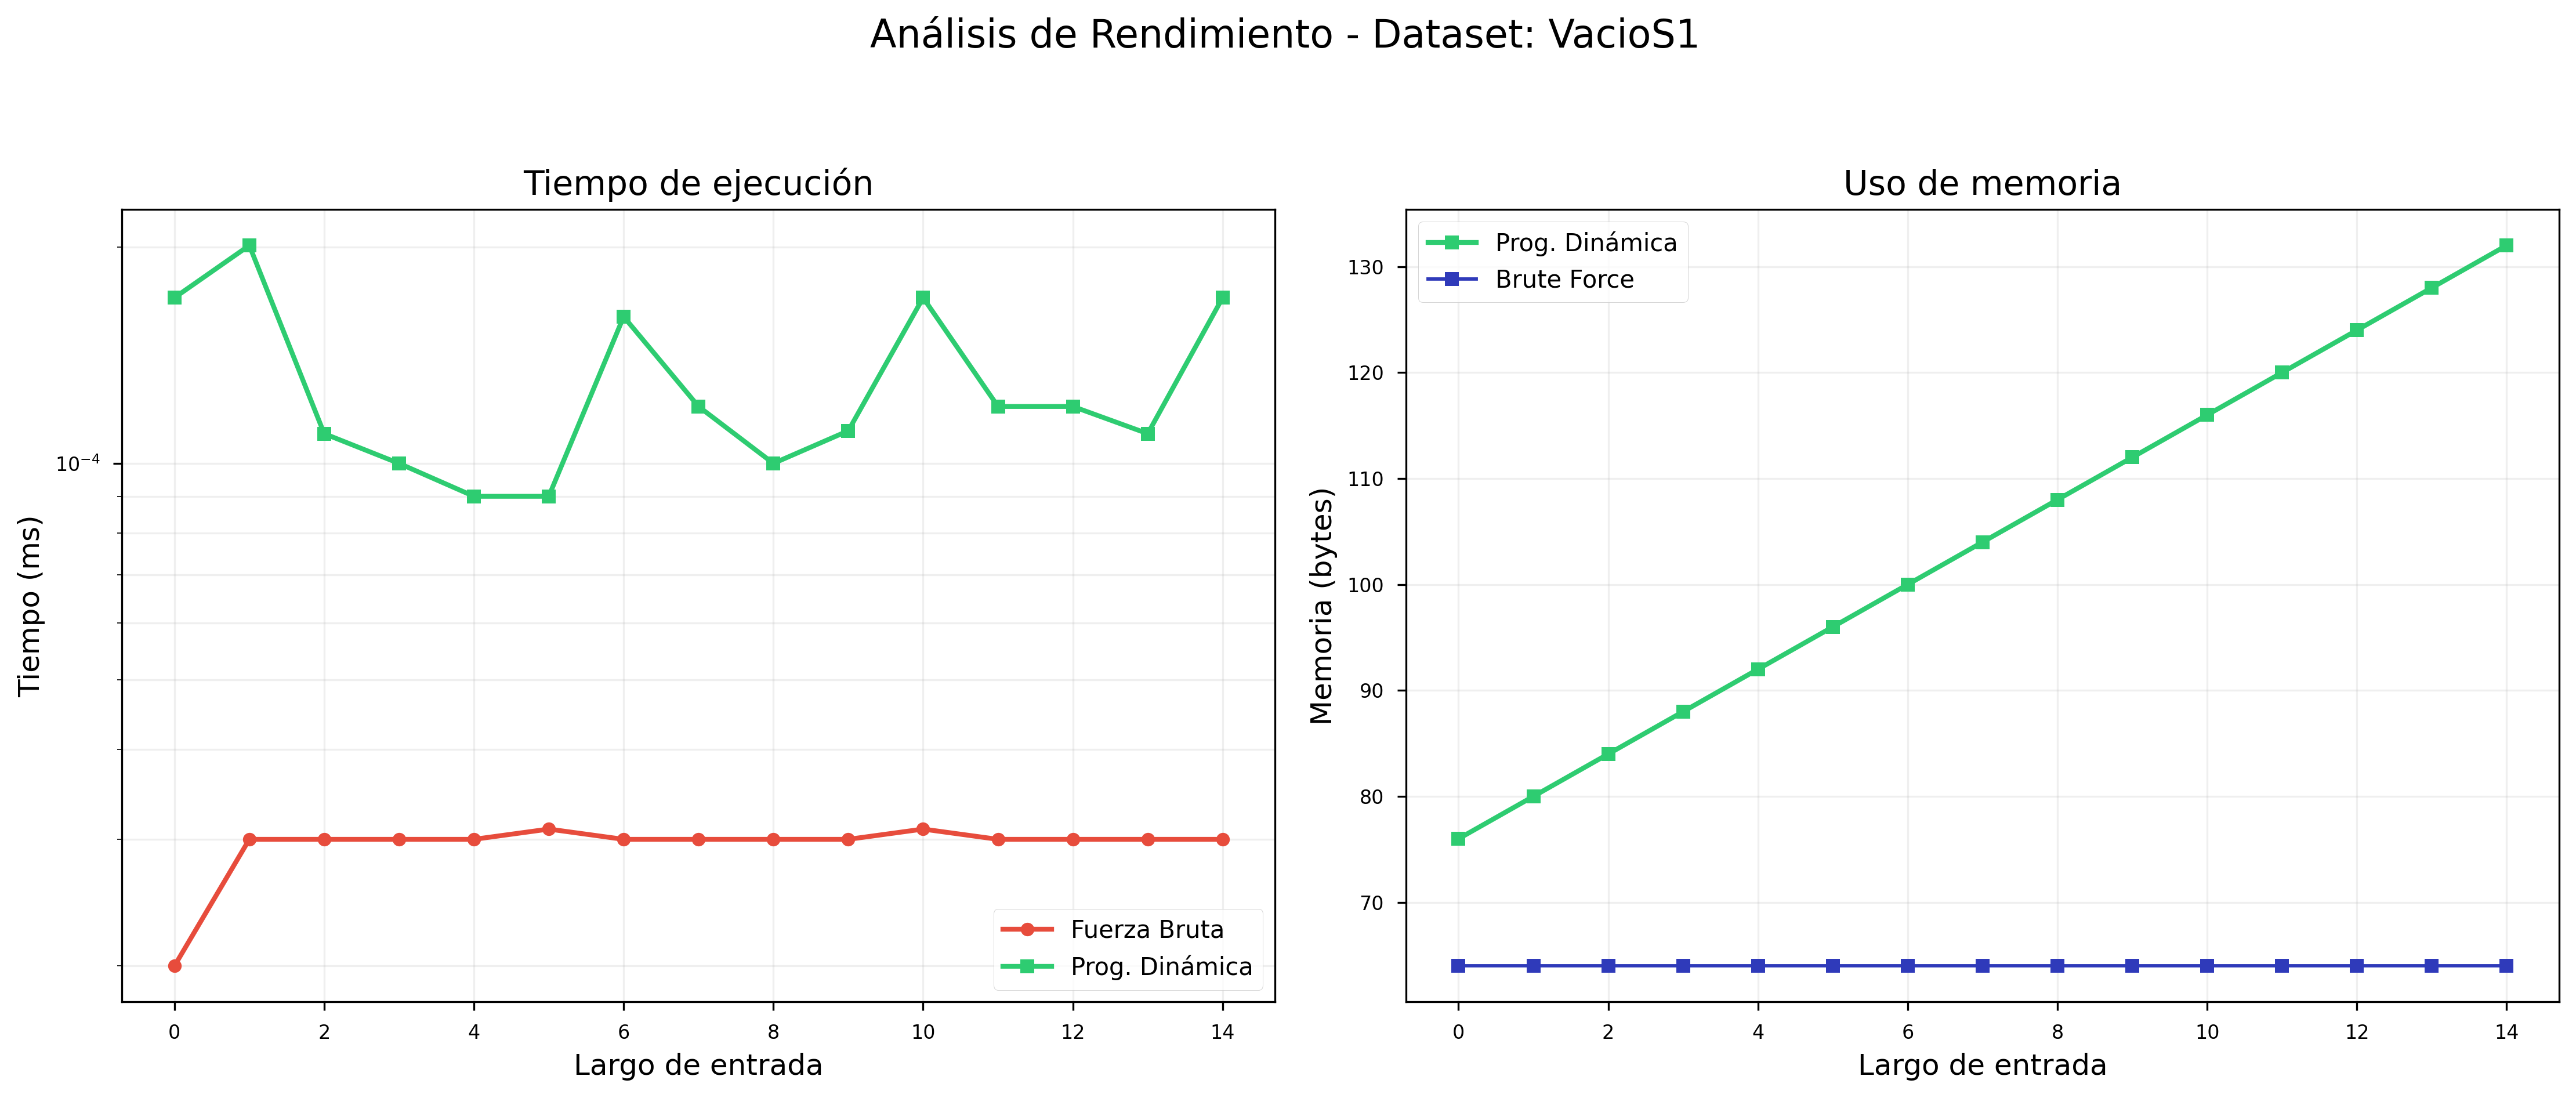 Análisis de Rendimiento - Dataset: VacioS1
Tiempo de ejecución
Tiempo (ms)
10⁻⁴
0 2 4 6 8 10 12 14
Largo de entrada
Fuerza Bruta
Prog. Dinámica
Uso de memoria
Memoria (bytes)
130
120
110
100
90
80
70
0 2 4 6 8 10 12 14
Largo de entrada
Prog. Dinámica
Brute Force